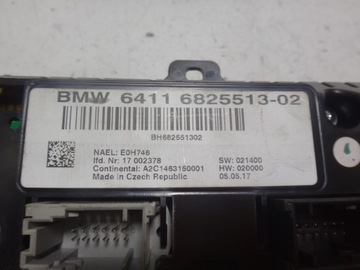 BMW 6411 6825513-02
BH682551302
NAEL: E0H746
lfd. Nr: 17 002378
SW: 021400
Continental: A2C1463150001
HW: 020000
Made in Czech Republic
05.05.17